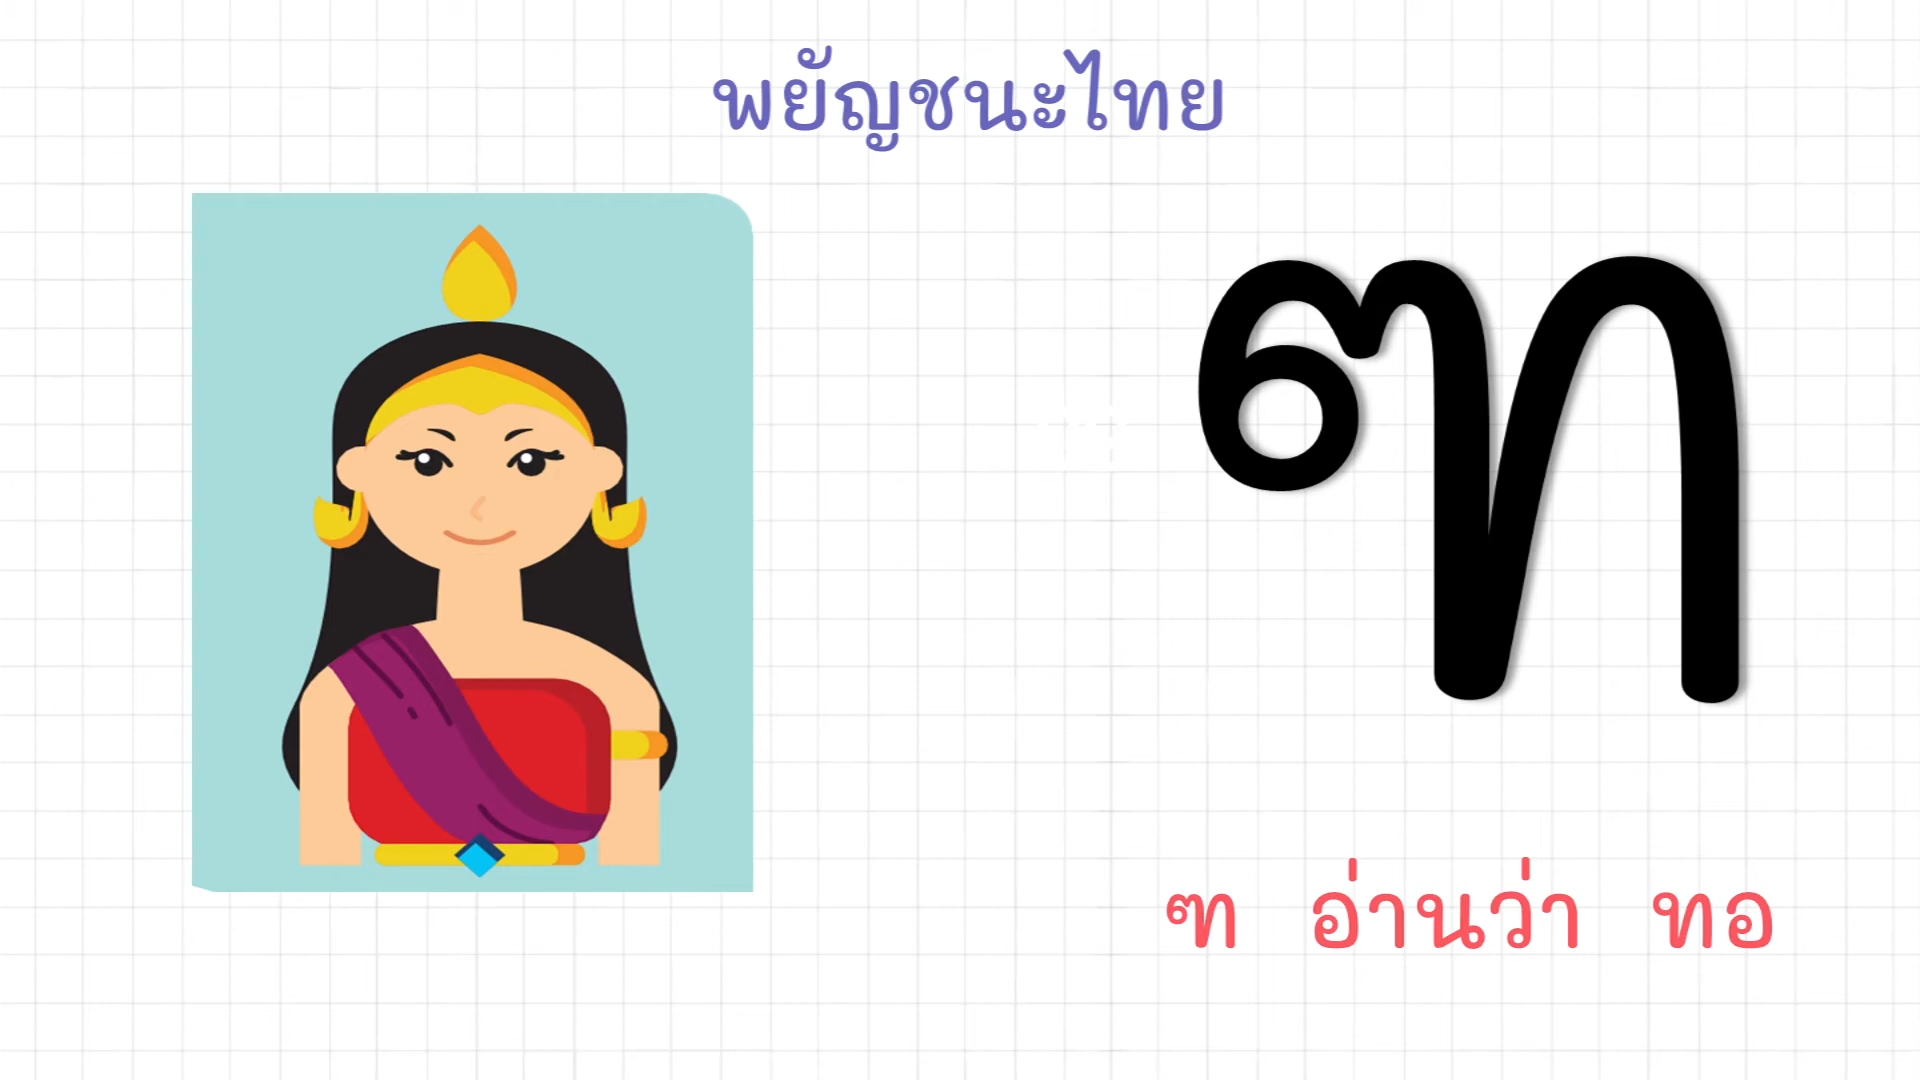 พยัญชนะไทย
ฑ
ฑ อ่านว่า ทอ